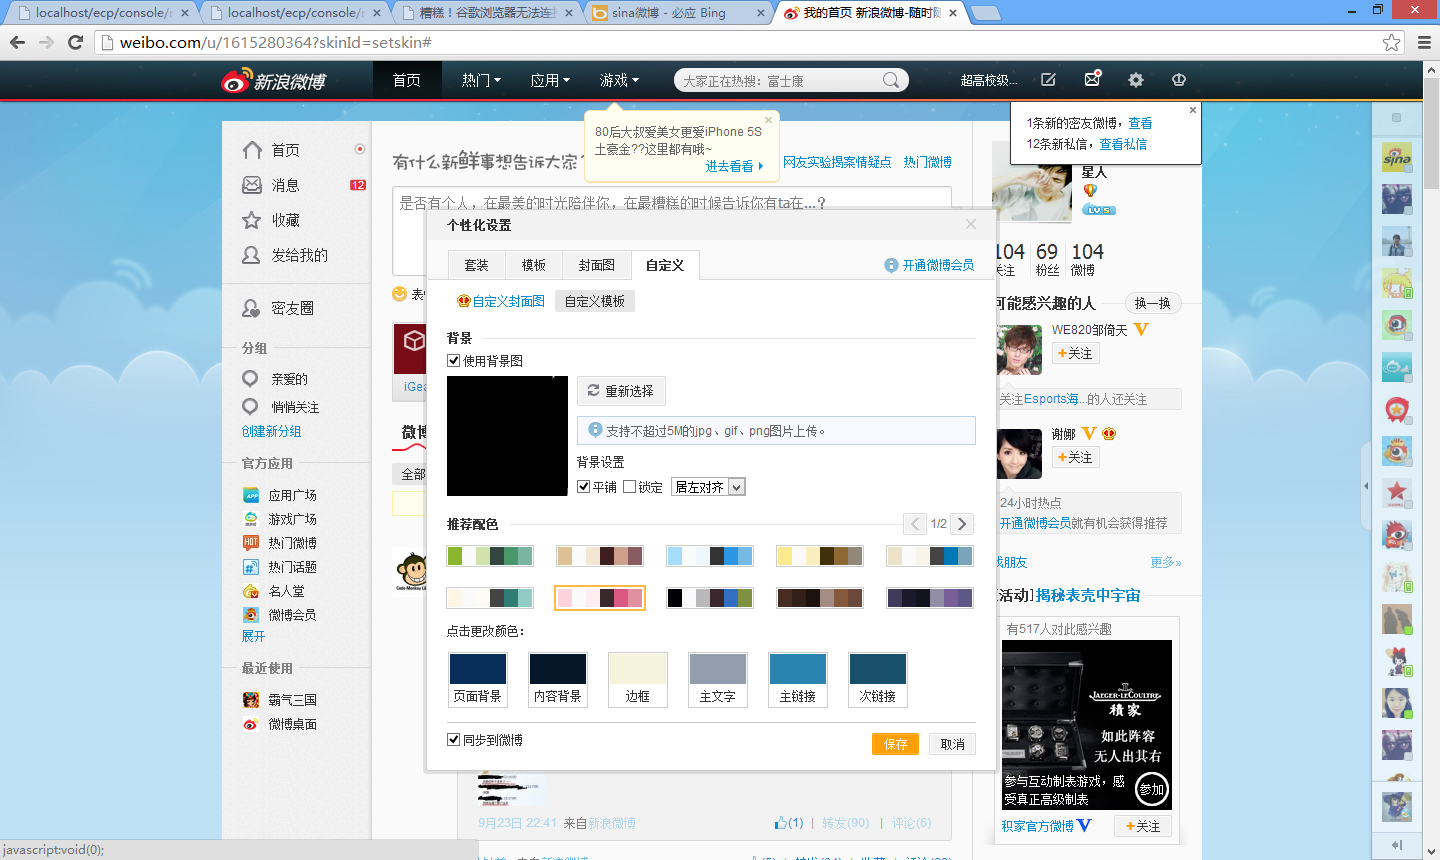 localhost/ecp/console/r
localhost/ecp/console/r
糟糕！谷歌浏览器无法连接
sina微博 - 必应 Bing
我的首页 新浪微博-随时随
weibo.com/u/1615280364?skinId=setskin#
新浪微博
首页
热门
应用
游戏
大家正在热搜：富士康
超高校级...
80后大叔爱美女更爱iPhone 5S
土豪金??这里都有哦~
进去看看
1条新的密友微博，查看
12条新私信，查看私信
首页
消息
12
收藏
发给我的
密友圈
分组
亲爱的
悄悄关注
创建新分组
官方应用
应用广场
游戏广场
热门微博
热门话题
名人堂
微博会员
展开
最近使用
霸气三国
微博桌面
有什么新鲜事想告诉大家？
网友实验揭案情疑点
热门微博
是否有个人，在最美的时光陪伴你，在最糟糕的时候告诉你有ta在...？
表
iGea
微博
全部
Code Monkey Li
个性化设置
套装
模板
封面图
自定义
开通微博会员
自定义封面图
自定义模板
背景
使用背景图
重新选择
支持不超过5M的jpg、gif、png图片上传。
背景设置
平铺
锁定
居左对齐
推荐配色
1/2
点击更改颜色：
页面背景
内容背景
边框
主文字
主链接
次链接
同步到微博
保存
取消
9月23日 22:41 来自新浪微博
(1) | 转发(90) | 评论(6)
星人
LV 5
104
关注
69
粉丝
104
微博
可能感兴趣的人
换一换
WE820邹倚天
+关注
关注Esports海...的人还关注
谢娜
+关注
24小时热点
开通微博会员就有机会获得推荐
找朋友
更多»
[活动]揭秘表壳中宇宙
有517人对此感兴趣
JAEGER-LECOULTRE
積家
如此阵容
无人出其右
参与互动制表游戏，感
受真正高级制表
参加
积家官方微博
+关注
sina
javascript:void(0);